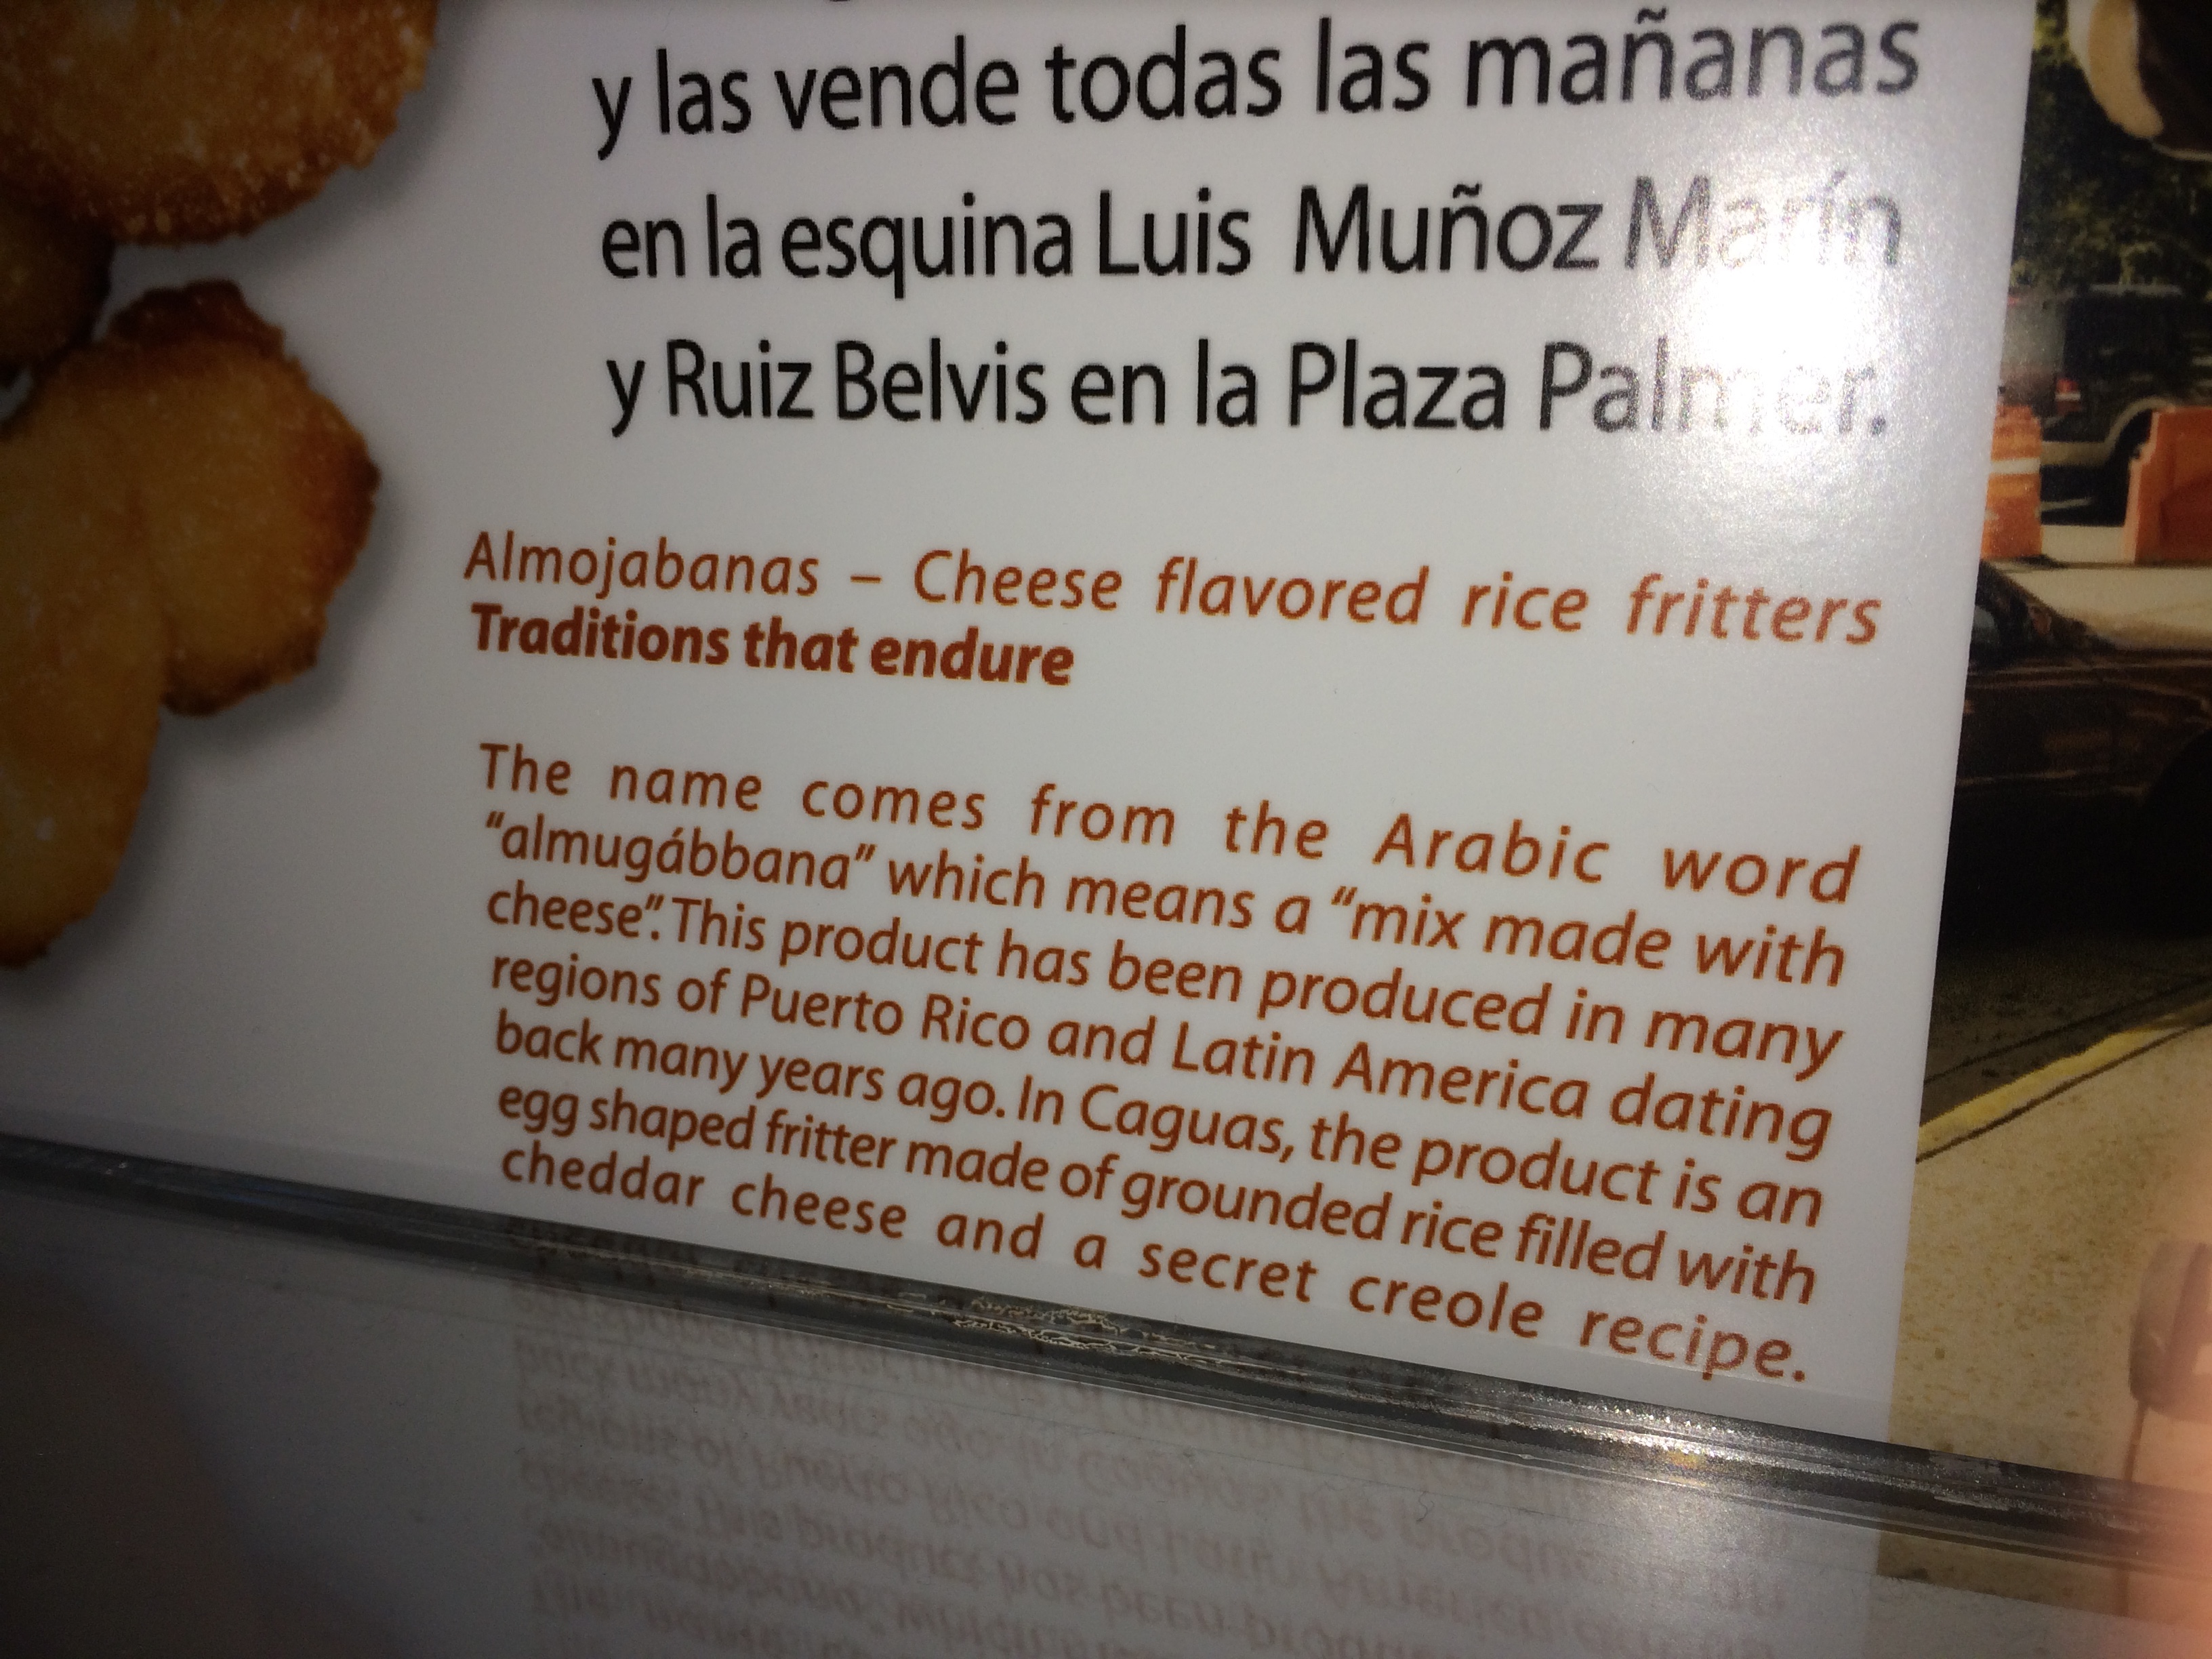 y las vende todas las mañanas
en la esquina Luis Muñoz Marín
y Ruiz Belvis en la Plaza Palmer.
Almojabanas – Cheese flavored rice fritters
Traditions that endure
The name comes from the Arabic word
"almugábbana" which means a "mix made with
cheese". This product has been produced in many
regions of Puerto Rico and Latin America dating
back many years ago. In Caguas, the product is an
egg shaped fritter made of grounded rice filled with
cheddar cheese and a secret creole recipe.